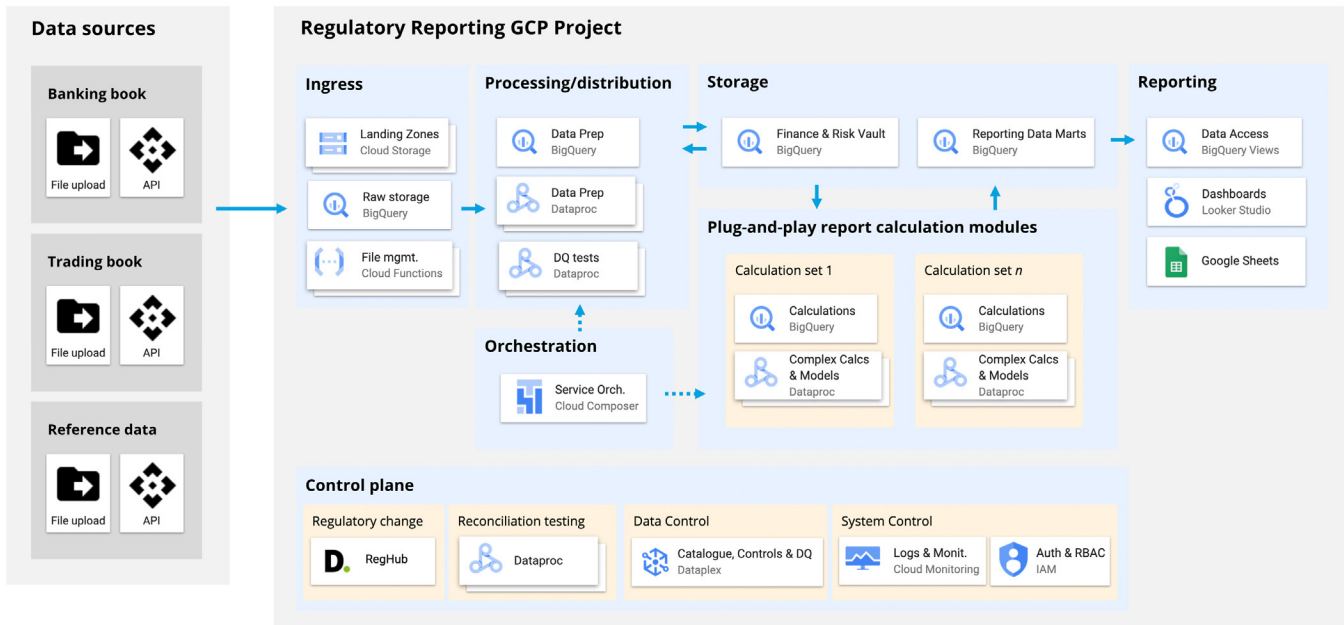 Data sources
Banking book
File upload
API
Trading book
File upload
API
Reference data
File upload
API
Regulatory Reporting GCP Project
Ingress
Landing Zones
Cloud Storage
Raw storage
BigQuery
File mgmt.
Cloud Functions
Processing/distribution
Data Prep
BigQuery
Data Prep
Dataproc
DQ tests
Dataproc
Orchestration
Service Orch.
Cloud Composer
Storage
Finance & Risk Vault
BigQuery
Reporting Data Marts
BigQuery
Plug-and-play report calculation modules
Calculation set 1
Calculations
BigQuery
Complex Calcs
& Models
Dataproc
Calculation set n
Calculations
BigQuery
Complex Calcs
& Models
Dataproc
Reporting
Data Access
BigQuery Views
Dashboards
Looker Studio
Google Sheets
Control plane
Regulatory change
D.
RegHub
Reconciliation testing
Dataproc
Data Control
Catalogue, Controls & DQ
Dataplex
System Control
Logs & Monit.
Cloud Monitoring
Auth & RBAC
IAM